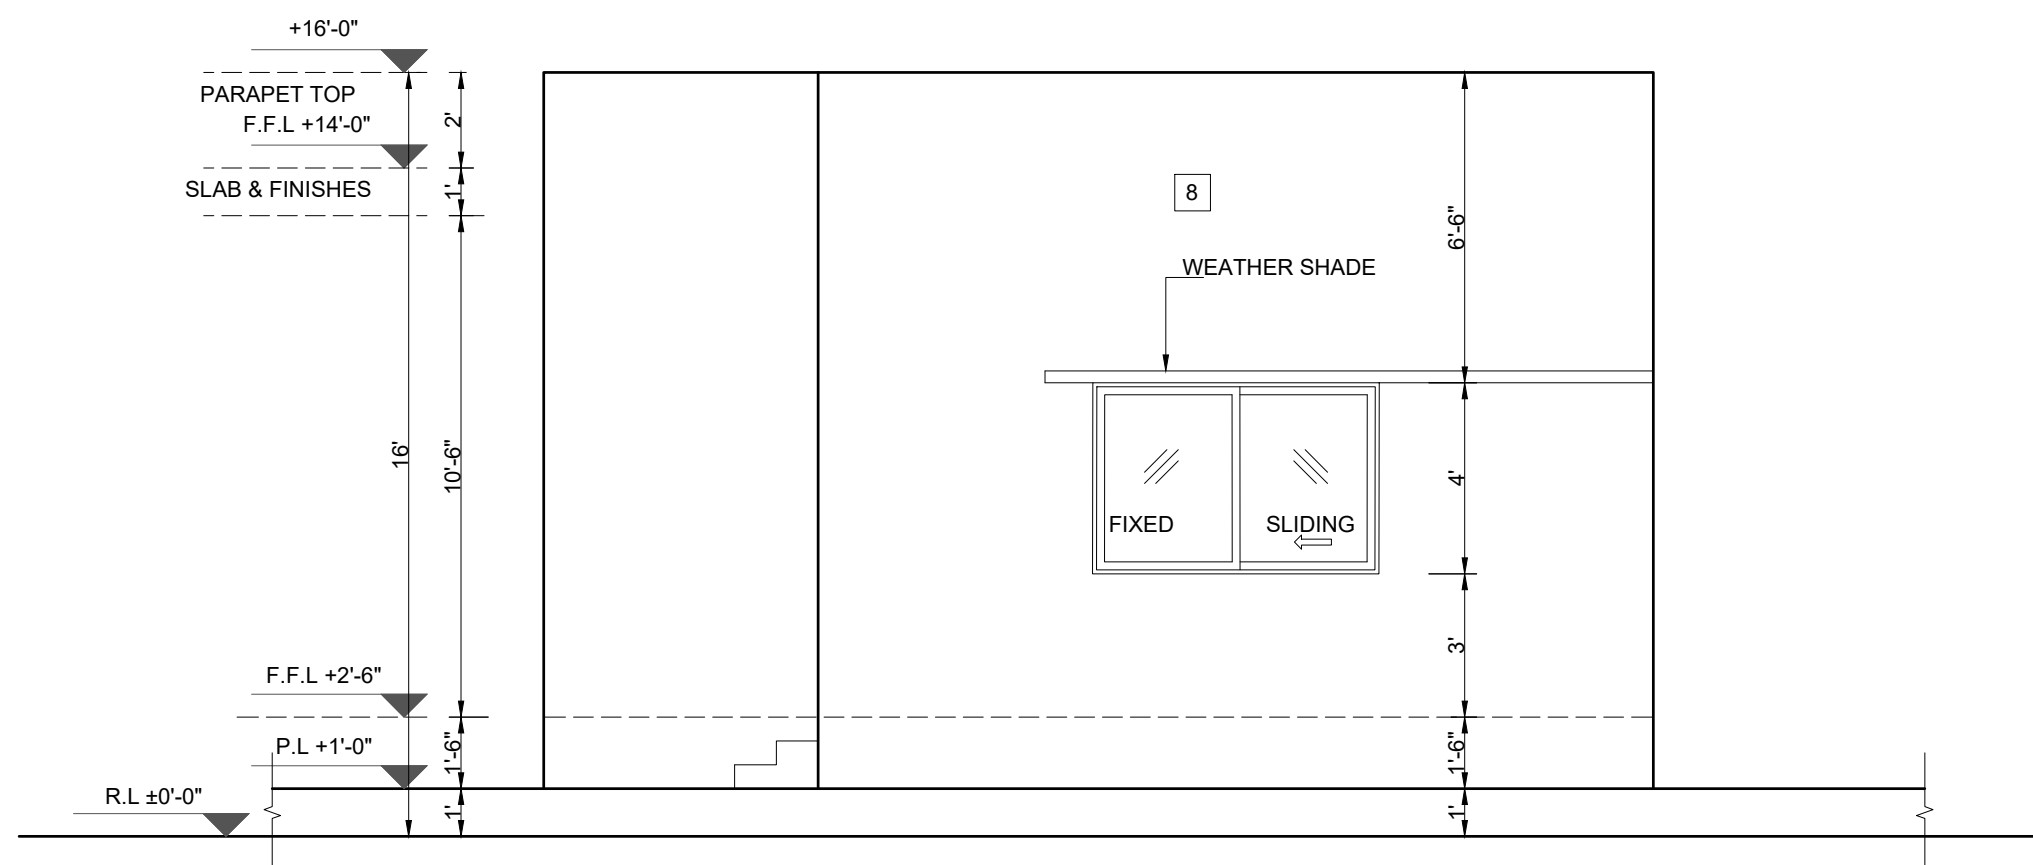 +16'-0"
PARAPET TOP
F.F.L +14'-0"
2'
SLAB & FINISHES
1'
8
6'-6"
WEATHER SHADE
16'
10'-6"
4'
FIXED
SLIDING
3'
F.F.L +2'-6"
P.L +1'-0"
1'-6"
1'-6"
R.L ±0'-0"
1'
1'